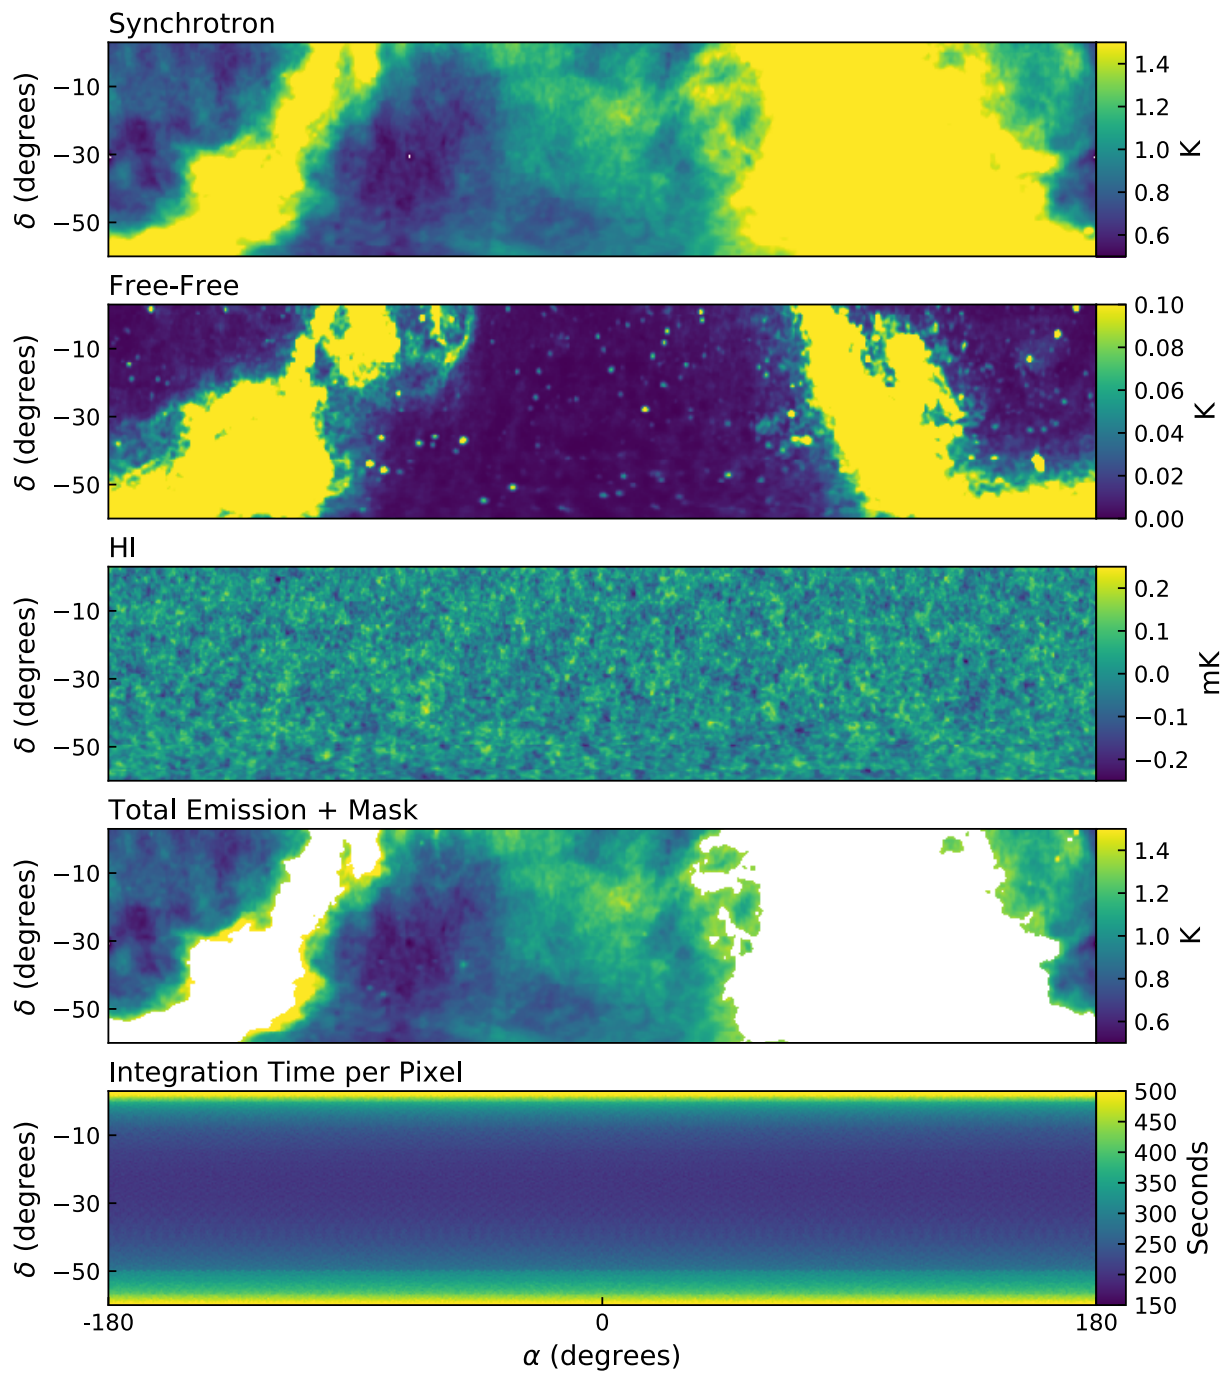 Synchrotron
−10
−30
−50
δ (degrees)
1.4
1.2
1.0
0.8
0.6
K
Free-Free
−10
−30
−50
δ (degrees)
0.10
0.08
0.06
0.04
0.02
0.00
K
HI
−10
−30
−50
δ (degrees)
0.2
0.1
0.0
−0.1
−0.2
mK
Total Emission + Mask
−10
−30
−50
δ (degrees)
1.4
1.2
1.0
0.8
0.6
K
Integration Time per Pixel
−10
−30
−50
δ (degrees)
500
450
400
350
300
250
200
150
Seconds
-180 0 180
α (degrees)